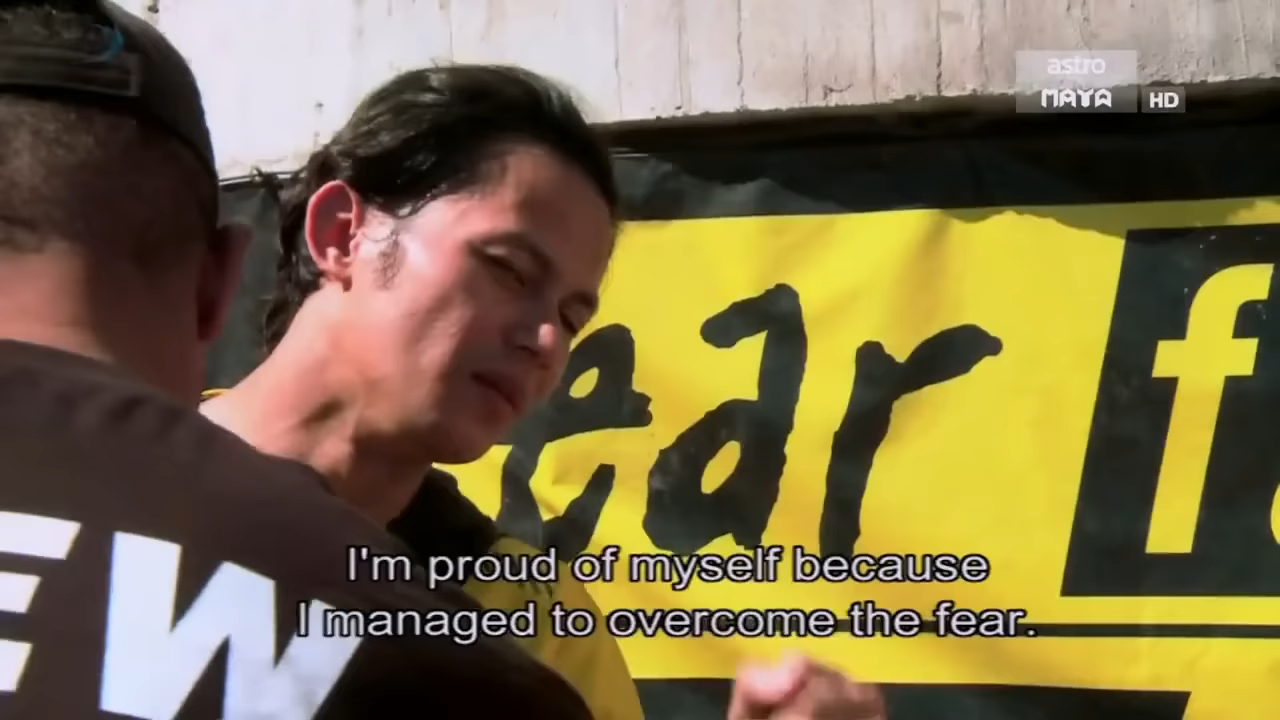 astro
MAYA HD
ear f
EW
I'm proud of myself because
I managed to overcome the fear.